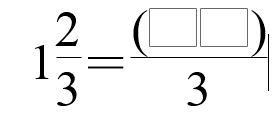 1 2/3 = (□□)/3